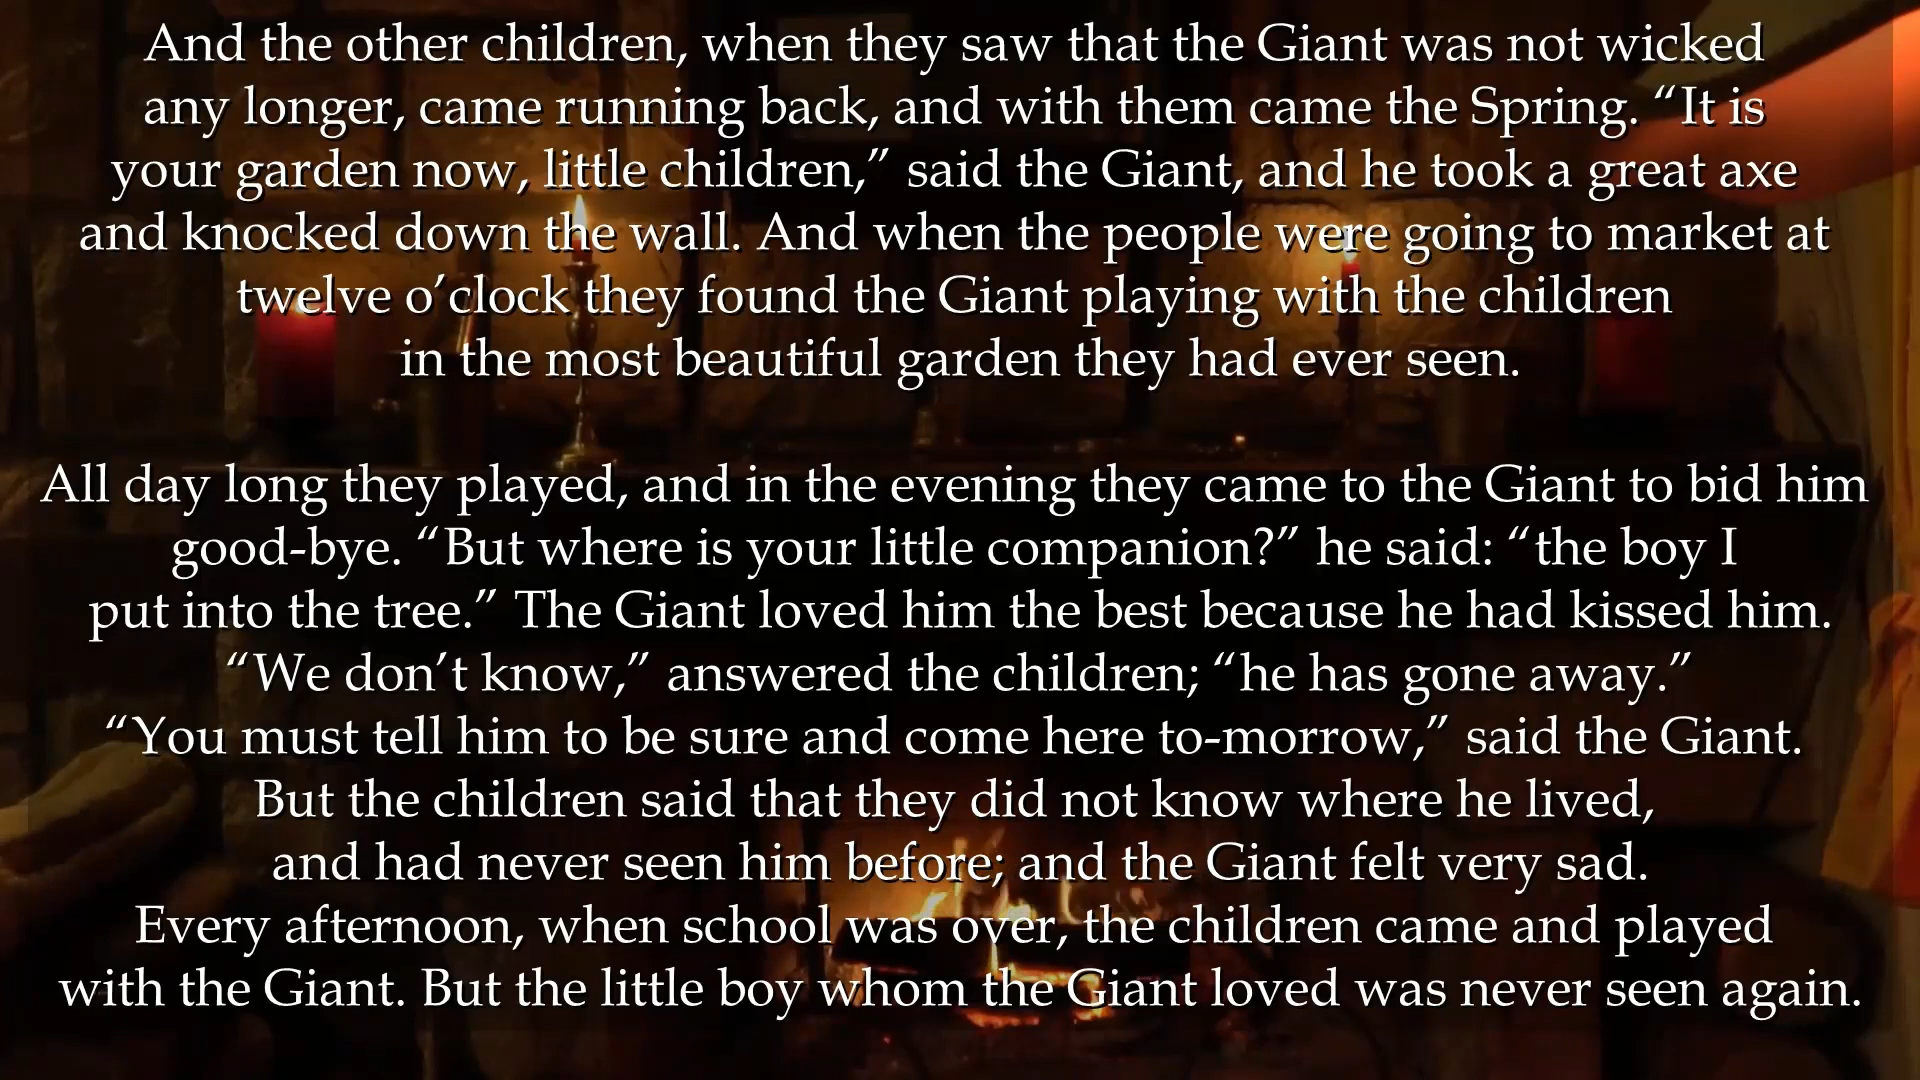 And the other children, when they saw that the Giant was not wicked
any longer, came running back, and with them came the Spring. “It is
your garden now, little children,” said the Giant, and he took a great axe
and knocked down the wall. And when the people were going to market at
twelve o’clock they found the Giant playing with the children
in the most beautiful garden they had ever seen.
All day long they played, and in the evening they came to the Giant to bid him
good-bye. “But where is your little companion?” he said: “the boy I
put into the tree.” The Giant loved him the best because he had kissed him.
“We don’t know,” answered the children; “he has gone away.”
“You must tell him to be sure and come here to-morrow,” said the Giant.
But the children said that they did not know where he lived,
and had never seen him before; and the Giant felt very sad.
Every afternoon, when school was over, the children came and played
with the Giant. But the little boy whom the Giant loved was never seen again.